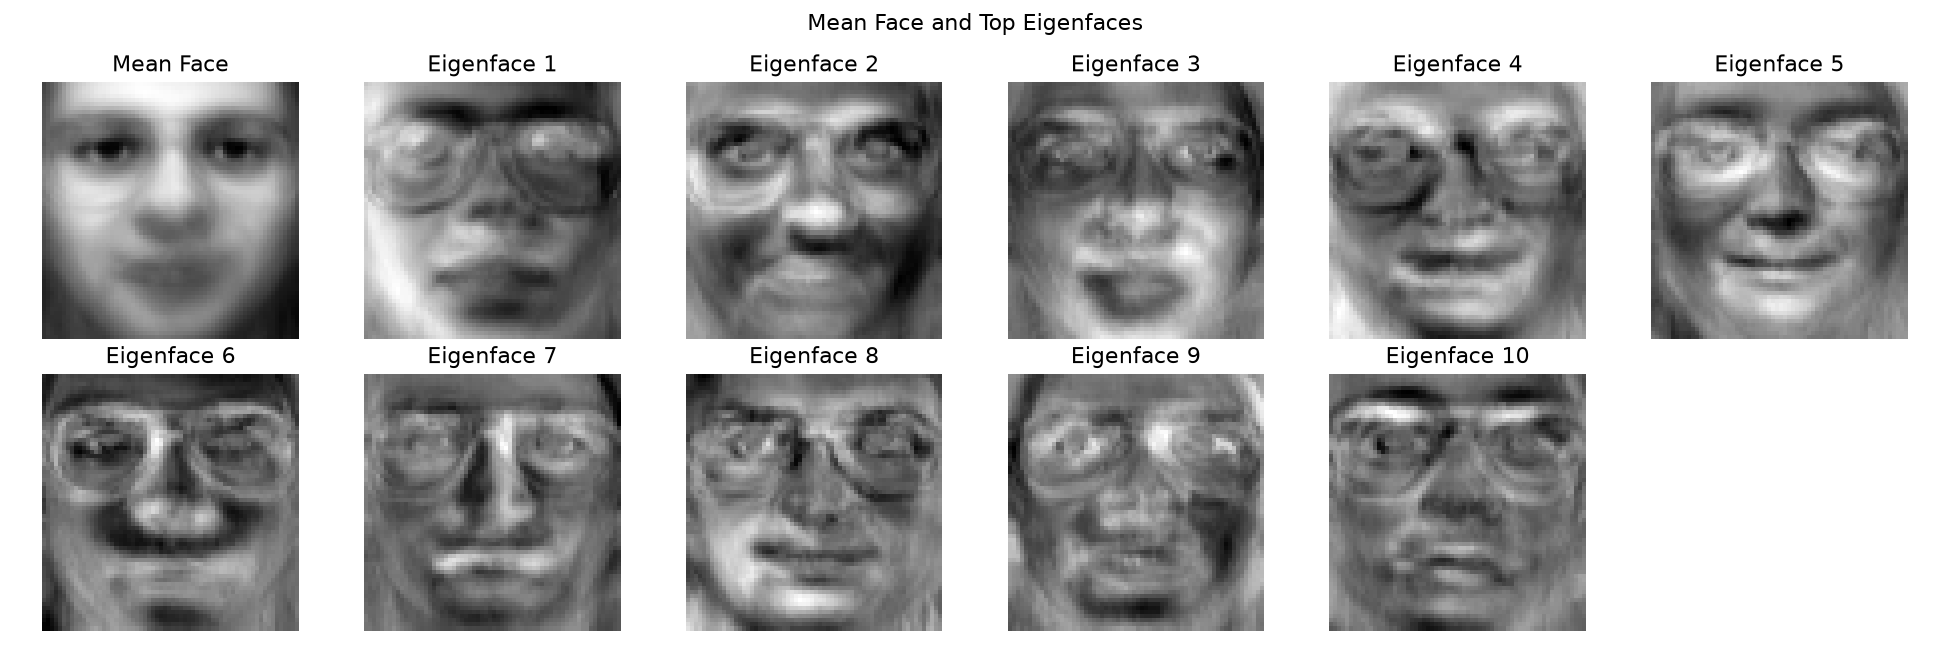 Mean Face and Top Eigenfaces
Mean Face
Eigenface 1
Eigenface 2
Eigenface 3
Eigenface 4
Eigenface 5
Eigenface 6
Eigenface 7
Eigenface 8
Eigenface 9
Eigenface 10